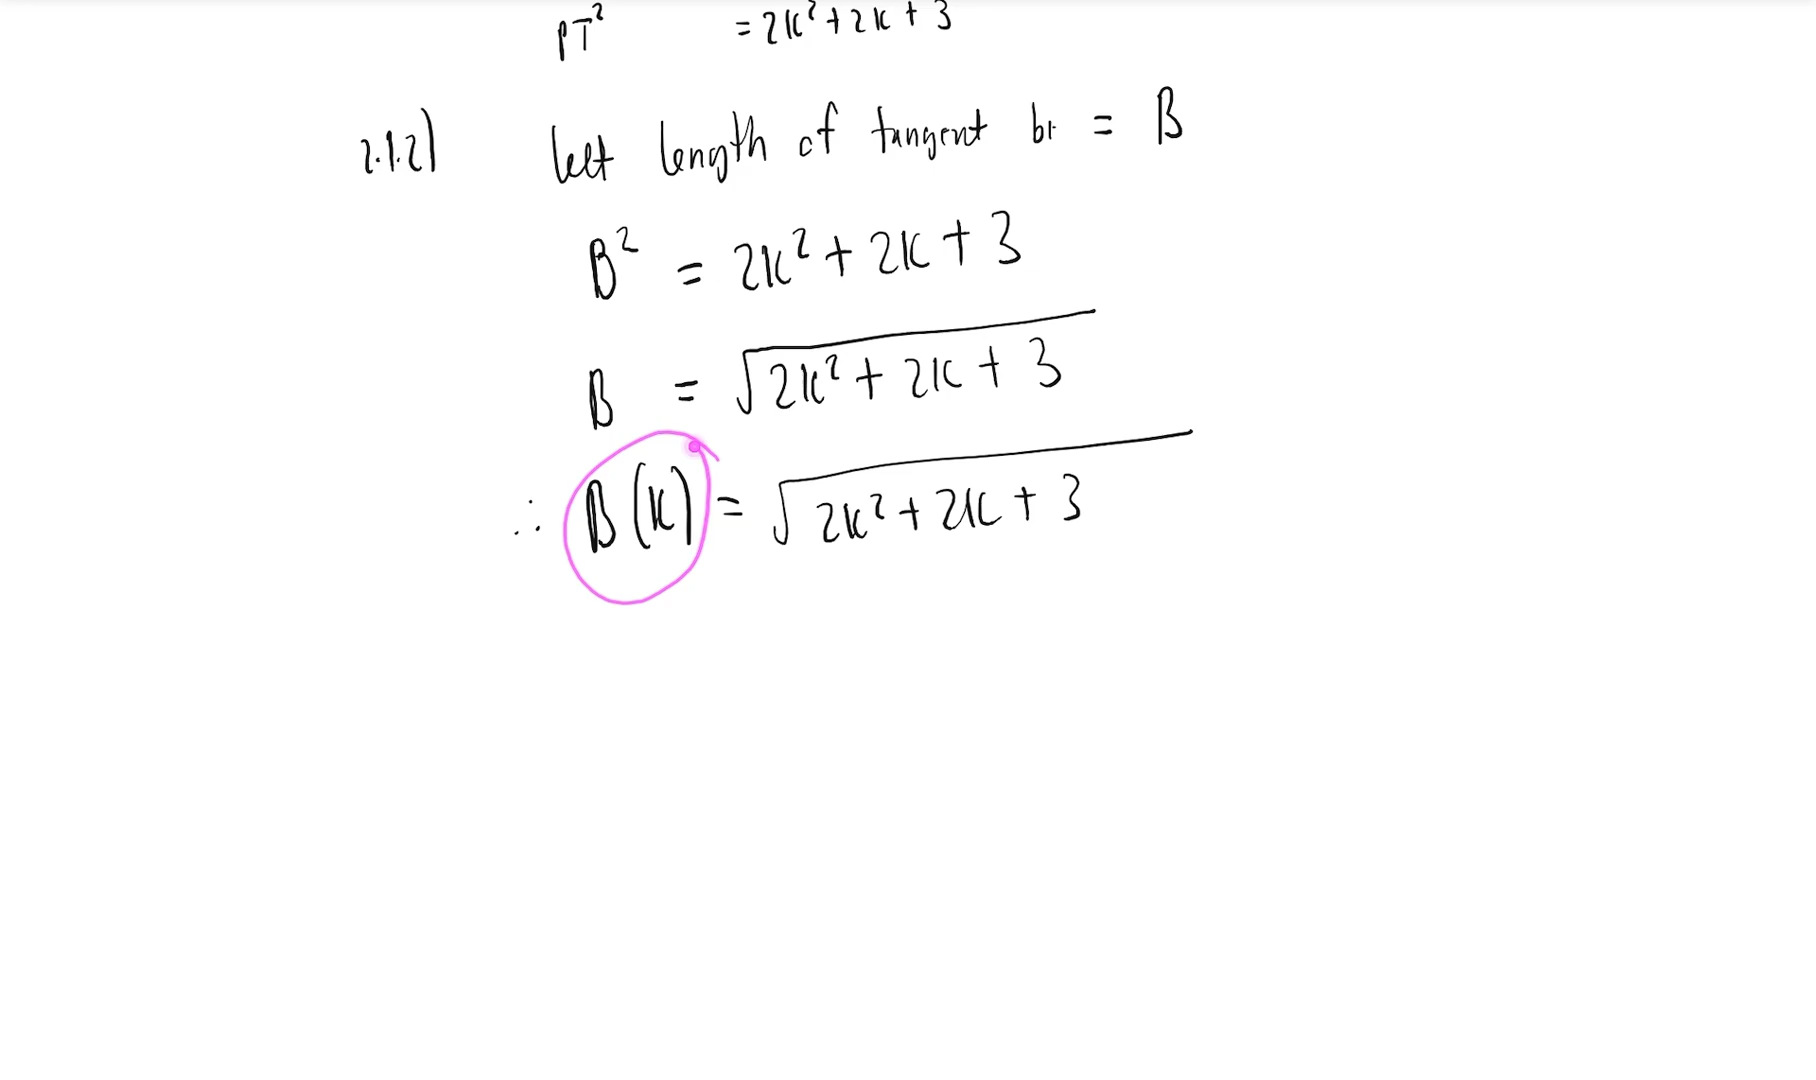 PT² = 2k² + 2k + 3
2.1.2) let length of tangent be = B
B² = 2k² + 2k + 3
B = √2k² + 2k + 3
∴ B(k) = √2k² + 2k + 3